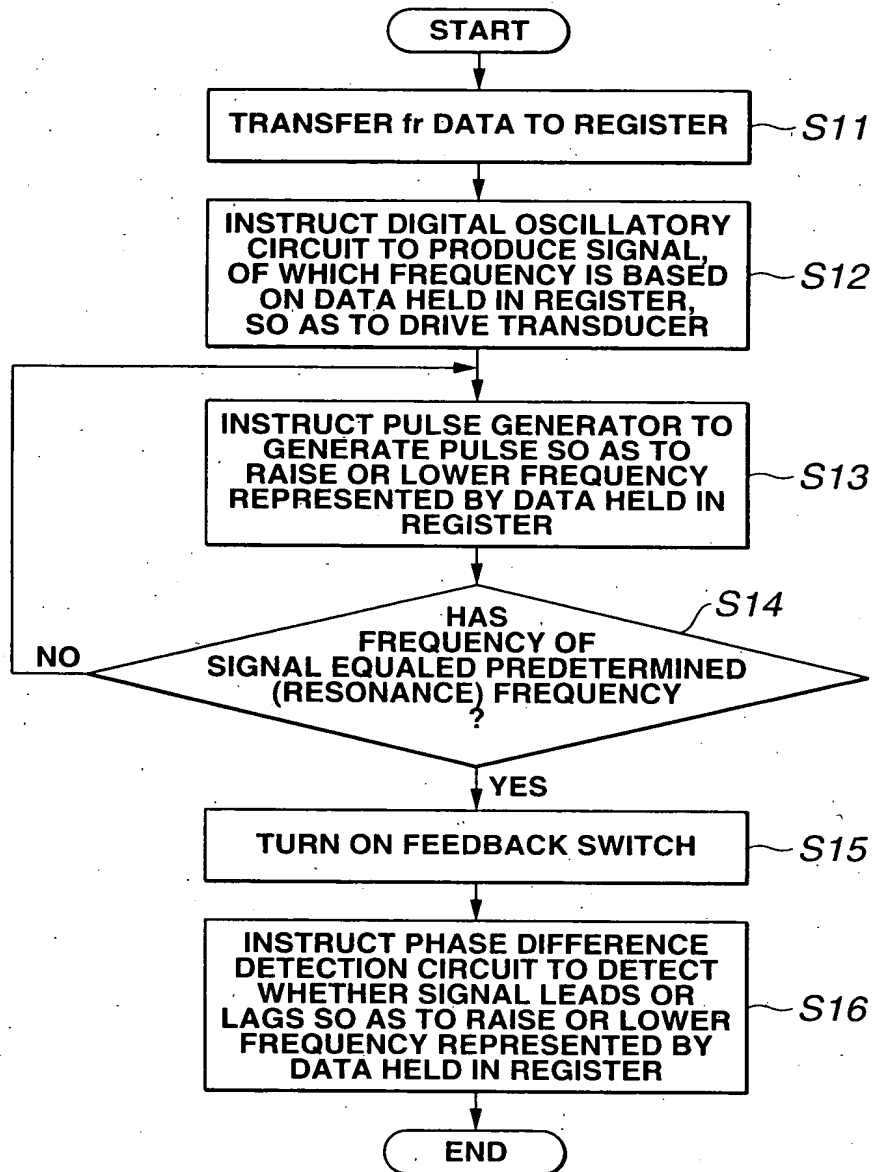 START
TRANSFER fr DATA TO REGISTER
S11
INSTRUCT DIGITAL OSCILLATORY
CIRCUIT TO PRODUCE SIGNAL,
OF WHICH FREQUENCY IS BASED
ON DATA HELD IN REGISTER,
SO AS TO DRIVE TRANSDUCER
S12
INSTRUCT PULSE GENERATOR TO
GENERATE PULSE SO AS TO
RAISE OR LOWER FREQUENCY
REPRESENTED BY DATA HELD IN
REGISTER
S13
HAS
FREQUENCY OF
SIGNAL EQUALED PREDETERMINED
(RESONANCE) FREQUENCY
?
S14
NO
YES
TURN ON FEEDBACK SWITCH
S15
INSTRUCT PHASE DIFFERENCE
DETECTION CIRCUIT TO DETECT
WHETHER SIGNAL LEADS OR
LAGS SO AS TO RAISE OR LOWER
FREQUENCY REPRESENTED BY
DATA HELD IN REGISTER
S16
END